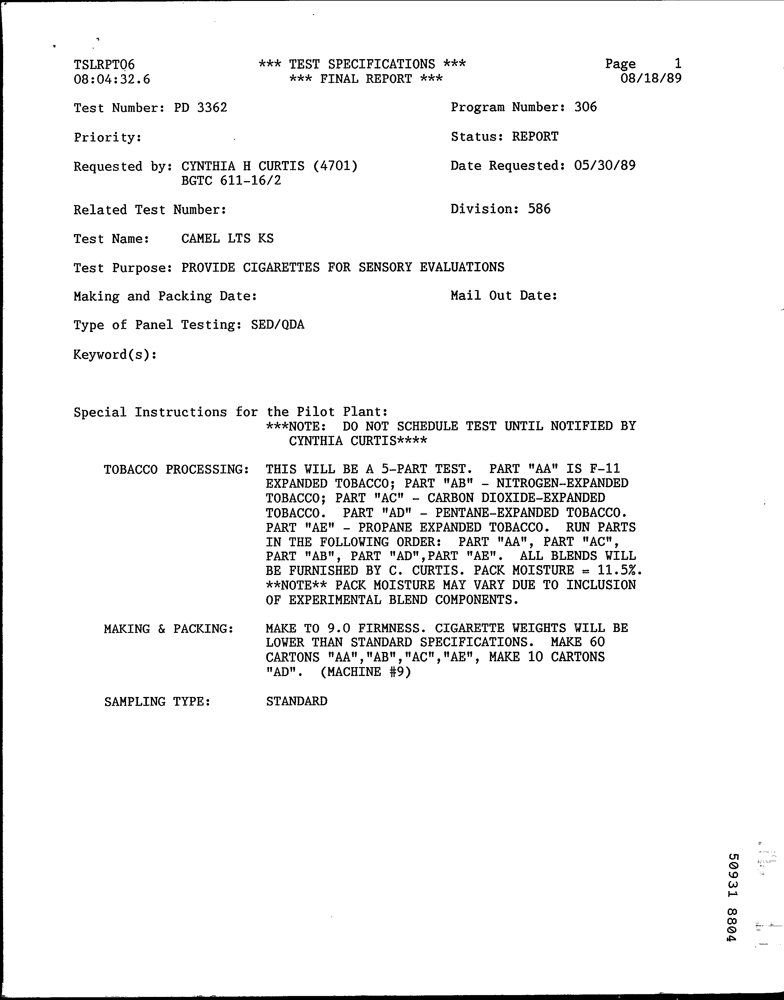 TSLRPT06 *** TEST SPECIFICATIONS *** Page 1
08:04:32.6 *** FINAL REPORT *** 08/18/89
Test Number: PD 3362 Program Number: 306
Priority: Status: REPORT
Requested by: CYNTHIA H CURTIS (4701) Date Requested: 05/30/89
BGTC 611-16/2
Related Test Number: Division: 586
Test Name: CAMEL LTS KS
Test Purpose: PROVIDE CIGARETTES FOR SENSORY EVALUATIONS
Making and Packing Date: Mail Out Date:
Type of Panel Testing: SED/QDA
Keyword(s):
Special Instructions for the Pilot Plant:
***NOTE: DO NOT SCHEDULE TEST UNTIL NOTIFIED BY
CYNTHIA CURTIS****
TOBACCO PROCESSING: THIS WILL BE A 5-PART TEST. PART "AA" IS F-11
EXPANDED TOBACCO; PART "AB" - NITROGEN-EXPANDED
TOBACCO; PART "AC" - CARBON DIOXIDE-EXPANDED
TOBACCO. PART "AD" - PENTANE-EXPANDED TOBACCO.
PART "AE" - PROPANE EXPANDED TOBACCO. RUN PARTS
IN THE FOLLOWING ORDER: PART "AA", PART "AC",
PART "AB", PART "AD",PART "AE". ALL BLENDS WILL
BE FURNISHED BY C. CURTIS. PACK MOISTURE = 11.5%.
**NOTE** PACK MOISTURE MAY VARY DUE TO INCLUSION
OF EXPERIMENTAL BLEND COMPONENTS.
MAKING & PACKING: MAKE TO 9.0 FIRMNESS. CIGARETTE WEIGHTS WILL BE
LOWER THAN STANDARD SPECIFICATIONS. MAKE 60
CARTONS "AA","AB","AC","AE", MAKE 10 CARTONS
"AD". (MACHINE #9)
SAMPLING TYPE: STANDARD
50931 8804